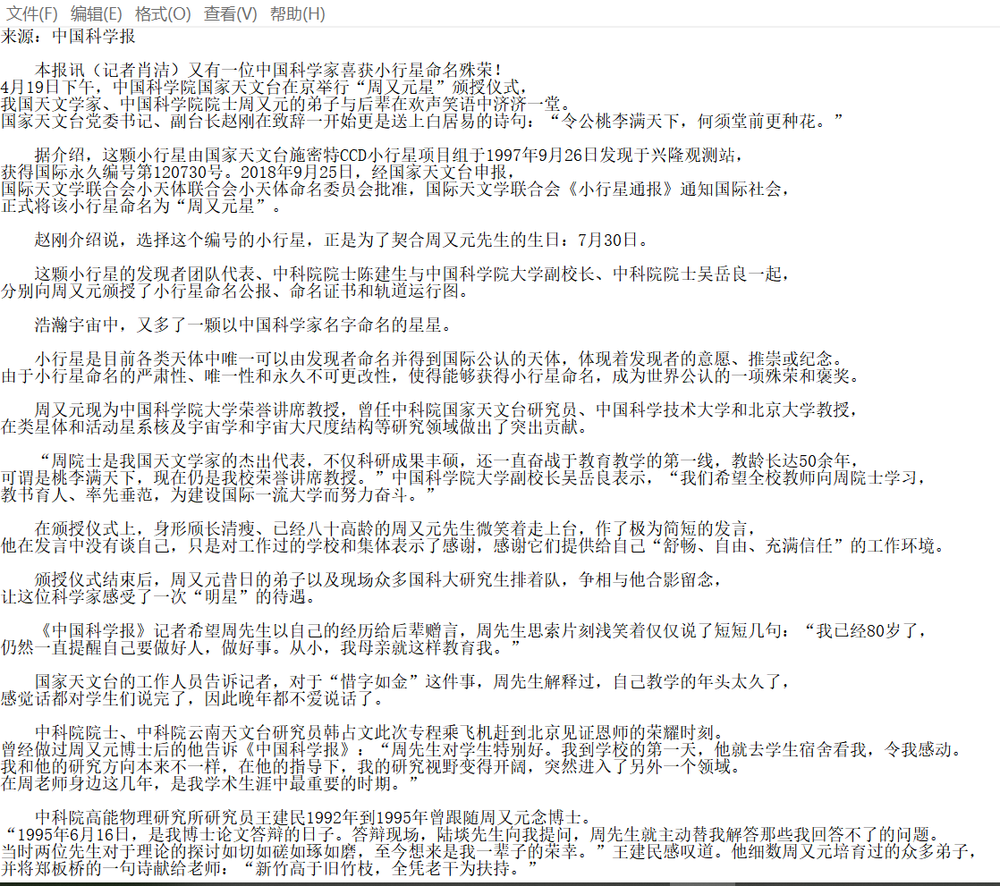 文件(F) 编辑(E) 格式(O) 查看(V) 帮助(H)
来源：中国科学报
本报讯（记者肖洁）又有一位中国科学家喜获小行星命名殊荣！
4月19日下午，中国科学院国家天文台在京举行“周又元星”颁授仪式，
我国天文学家、中国科学院院士周又元的弟子与后辈在欢声笑语中济济一堂。
国家天文台党委书记、副台长赵刚在致辞一开始更是送上白居易的诗句：“令公桃李满天下，何须堂前更种花。”
据介绍，这颗小行星由国家天文台施密特CCD小行星项目组于1997年9月26日发现于兴隆观测站，
获得国际永久编号第120730号。2018年9月25日，经国家天文台申报，
国际天文学联合会小天体联合会小天体命名委员会批准，国际天文学联合会《小行星通报》通知国际社会，
正式将该小行星命名为“周又元星”。
赵刚介绍说，选择这个编号的小行星，正是为了契合周又元先生的生日：7月30日。
这颗小行星的发现者团队代表、中科院院士陈建生与中国科学院大学副校长、中科院院士吴岳良一起，
分别向周又元颁授了小行星命名公报、命名证书和轨道运行图。
浩瀚宇宙中，又多了一颗以中国科学家名字命名的星星。
小行星是目前各类天体中唯一可以由发现者命名并得到国际公认的天体，体现着发现者的意愿、推崇或纪念。
由于小行星命名的严肃性、唯一性和永久不可更改性，使得能够获得小行星命名，成为世界公认的一项殊荣和褒奖。
周又元现为中国科学院大学荣誉讲席教授，曾任中科院国家天文台研究员、中国科学技术大学和北京大学教授，
在类星体和活动星系核及宇宙学和宇宙大尺度结构等研究领域做出了突出贡献。
“周院士是我国天文学家的杰出代表，不仅科研成果丰硕，还一直奋战于教育教学的第一线，教龄长达50余年，
可谓是桃李满天下，现在仍是我校荣誉讲席教授。”中国科学院大学副校长吴岳良表示，“我们希望全校教师向周院士学习，
教书育人、率先垂范，为建设国际一流大学而努力奋斗。”
在颁授仪式上，身形颀长清瘦、已经八十高龄的周又元先生微笑着走上台，作了极为简短的发言，
他在发言中没有谈自己，只是对工作过的学校和集体表示了感谢，感谢它们提供给自己“舒畅、自由、充满信任”的工作环境。
颁授仪式结束后，周又元昔日的弟子以及现场众多国科大研究生排着队，争相与他合影留念，
让这位科学家感受了一次“明星”的待遇。
《中国科学报》记者希望周先生以自己的经历给后辈赠言，周先生思索片刻浅笑着仅仅说了短短几句：“我已经80岁了，
仍然一直提醒自己要做好人，做好事。从小，我母亲就这样教育我。”
国家天文台的工作人员告诉记者，对于“惜字如金”这件事，周先生解释过，自己教学的年头太久了，
感觉话都对学生们说完了，因此晚年都不爱说话了。
中科院院士、中科院云南天文台研究员韩占文此次专程乘飞机赶到北京见证恩师的荣耀时刻。
曾经做过周又元博士后的他告诉《中国科学报》：“周先生对学生特别好。我到学校的第一天，他就去学生宿舍看我，令我感动。
我和他的研究方向本来不一样，在他的指导下，我的研究视野变得开阔，突然进入了另外一个领域。
在周老师身边这几年，是我学术生涯中最重要的时期。”
中科院高能物理研究所研究员王建民1992年到1995年曾跟随周又元念博士。
“1995年6月16日，是我博士论文答辩的日子。答辩现场，陆埮先生向我提问，周先生就主动替我解答那些我回答不了的问题。
当时两位先生对于理论的探讨如切如磋如琢如磨，至今想来是我一辈子的荣幸。”王建民感叹道。他细数周又元培育过的众多弟子，
并将郑板桥的一句诗献给老师：“新竹高于旧竹枝，全凭老干为扶持。”